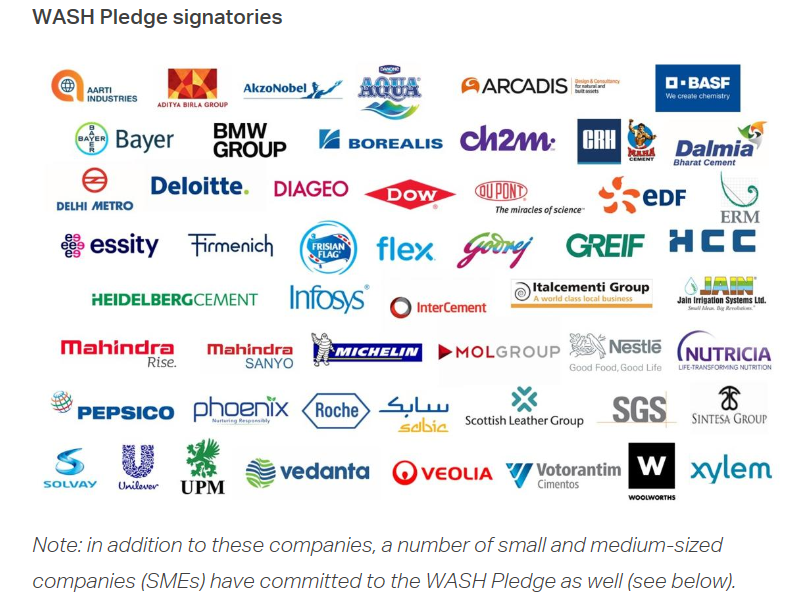 WASH Pledge signatories
AARTI
INDUSTRIES
ADITYA BIRLA GROUP
AkzoNobel
DANONE
AQUA
ARCADIS
Design & Consultancy
for natural and
built assets
BASF
We create chemistry
BAYER
BAYER
Bayer
BMW
GROUP
BOREALIS
ch2m:
CRH
MAHA
CEMENT
Dalmia
Bharat Cement
DELHI METRO
Deloitte.
DIAGEO
DOW
DU PONT
The miracles of science™
eDF
ERM
essity
Firmenich
FRISIAN
FLAG
flex
Godrej
GREIF
HCC
HEIDELBERGCEMENT
Infosys®
InterCement
Italcementi Group
A world class local business
JAIN
Jain Irrigation Systems Ltd.
Small Ideas. Big Revolutions.®
Mahindra
Rise.
Mahindra
SANYO
MICHELIN
MOLGROUP
Nestlé
Good Food, Good Life
NUTRICIA
LIFE-TRANSFORMING NUTRITION
PEPSICO
phoenix
Nurturing Responsibly
Roche
سابك
sabic
Scottish Leather Group
SGS
SINTESA GROUP
SOLVAY
Unilever
UPM
vedanta
VEOLIA
Votorantim
Cimentos
W
WOOLWORTHS
xylem
Note: in addition to these companies, a number of small and medium-sized
companies (SMEs) have committed to the WASH Pledge as well (see below).